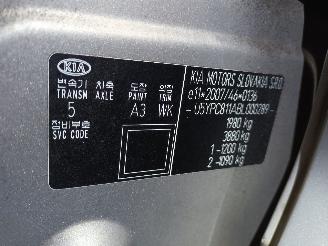 KIA
변속기 차축 도장 의장
TRANSM AXLE PAINT TRIM
5 A3 WK
정비부호
SVC CODE
KIA MOTORS SLOVAKIA S.R.O.
e11*2007/46*0136
- U5YPC811ABL000289 -
1980 kg
3880 kg
1 -1200 kg
2 -1090 kg